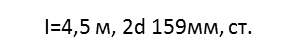 l=4,5 м, 2d 159мм, ст.